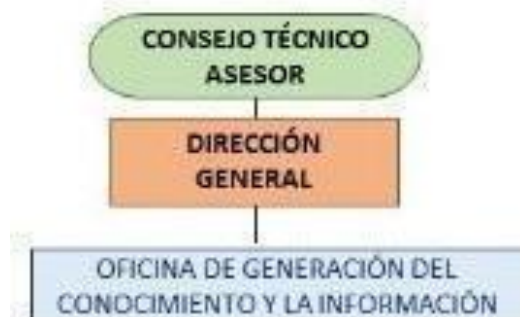 CONSEJO TÉCNICO
ASESOR
DIRECCIÓN
GENERAL
OFICINA DE GENERACIÓN DEL
CONOCIMIENTO Y LA INFORMACIÓN